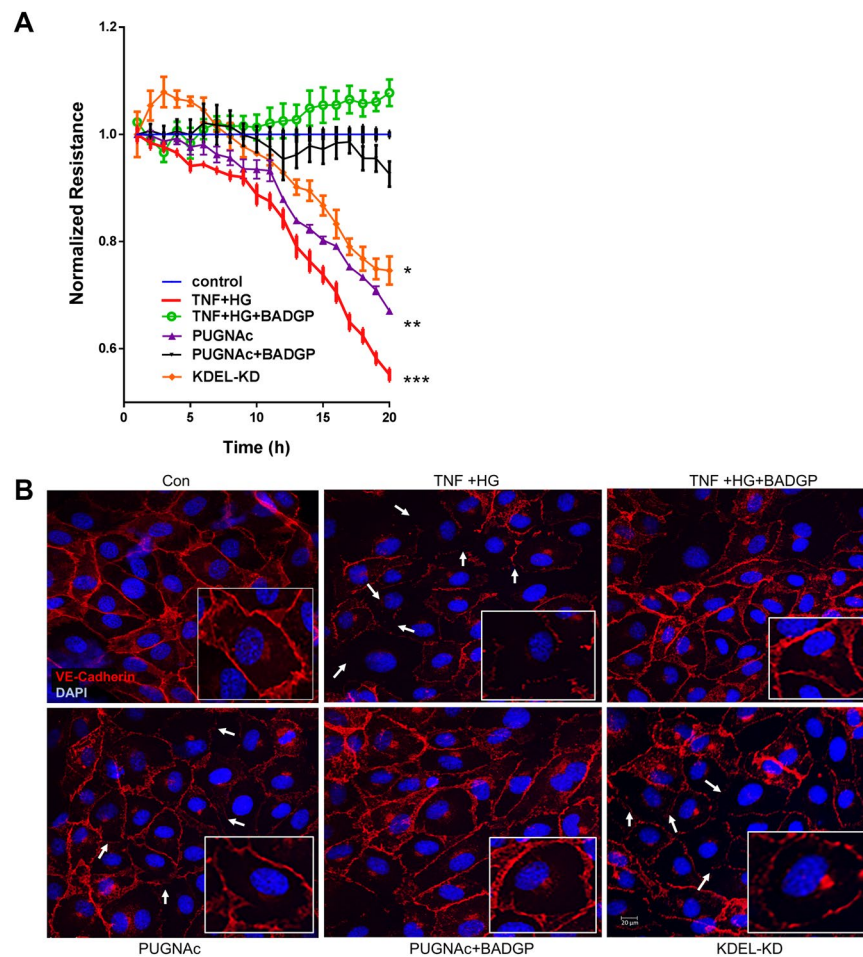 A
1.2
1.0
0.8
0.6
Normalized Resistance
control
TNF+HG
TNF+HG+BADGP
PUGNAc
PUGNAc+BADGP
KDEL-KD
*
**
***
0 5 10 15 20
Time (h)
B
Con TNF +HG TNF +HG+BADGP
VE-Cadherin
DAPI
20 µm
PUGNAc PUGNAc+BADGP KDEL-KD